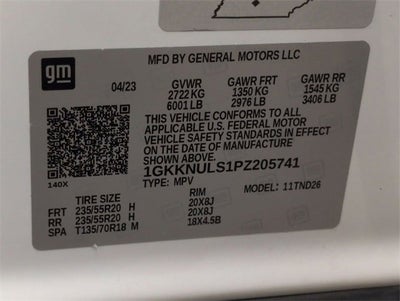 gm
MFD BY GENERAL MOTORS LLC
04/23 GVWR GAWR FRT GAWR RR
2722 KG 1350 KG 1545 KG
6001 LB 2976 LB 3406 LB
THIS VEHICLE CONFORMS TO ALL
APPLICABLE U.S. FEDERAL MOTOR
VEHICLE SAFETY STANDARDS IN
EFFECT ON THE DATE OF
MANUFACTURE SHOWN ABOVE.
1GKKNULS1PZ205741
140X TYPE: MPV MODEL: 11TND26
TIRE SIZE RIM
FRT 235/55R20 H 20X8J
RR 235/55R20 H 20X8J
SPA T135/70R18 M 18X4.5B